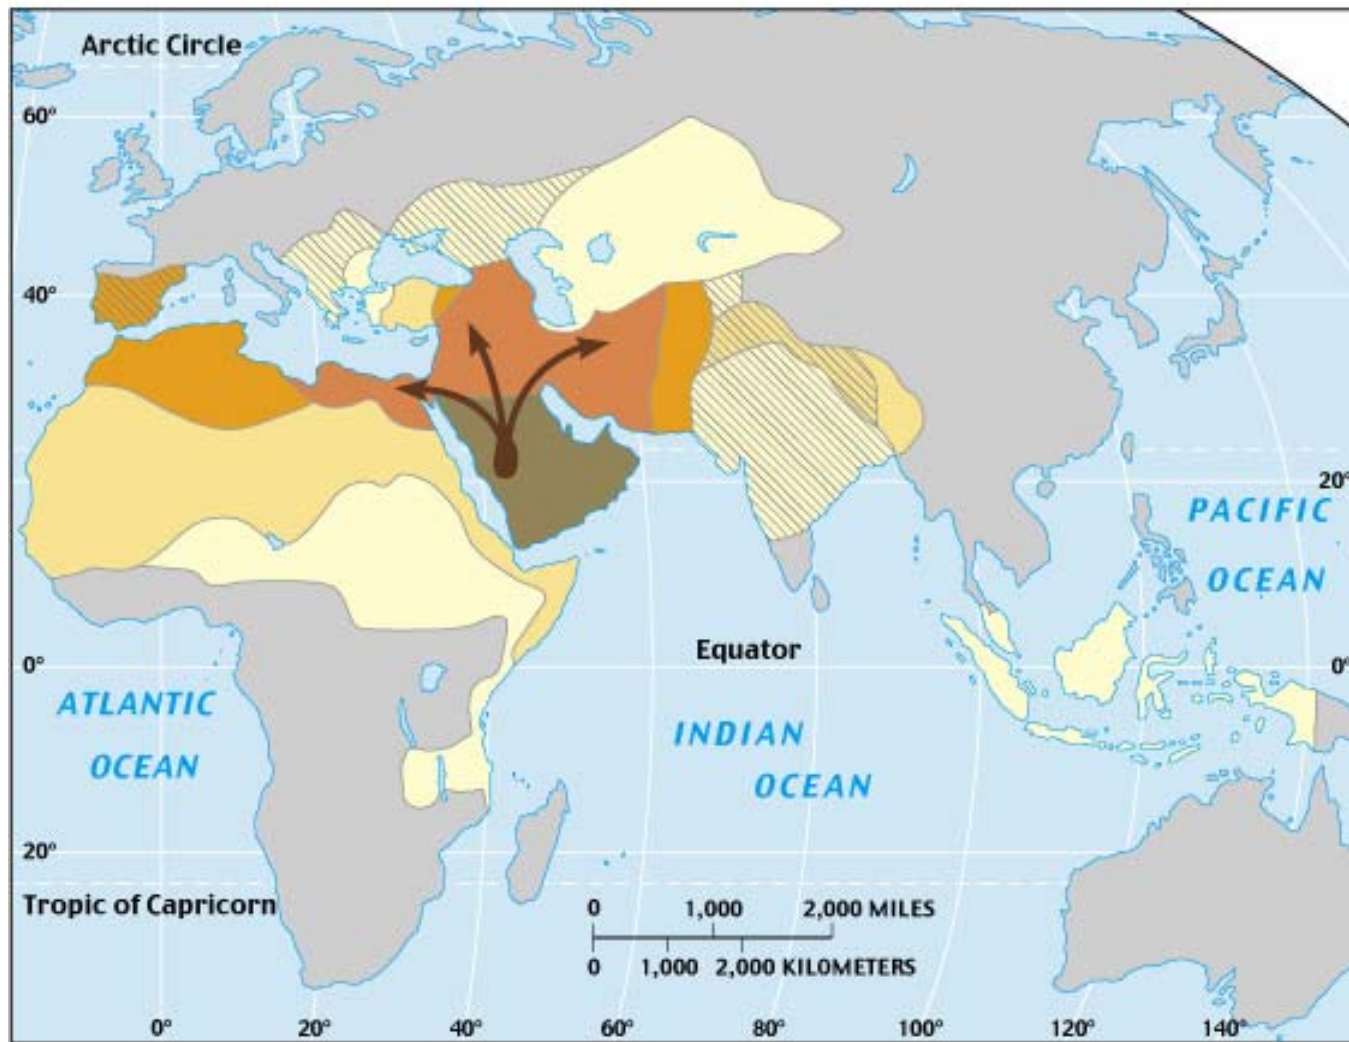 Arctic Circle
60°
40°
20°
PACIFIC
OCEAN
Equator
0°
0°
ATLANTIC
OCEAN
INDIAN
OCEAN
20°
Tropic of Capricorn
0 1,000 2,000 MILES
0 1,000 2,000 KILOMETERS
0° 20° 40° 60° 80° 100° 120° 140°